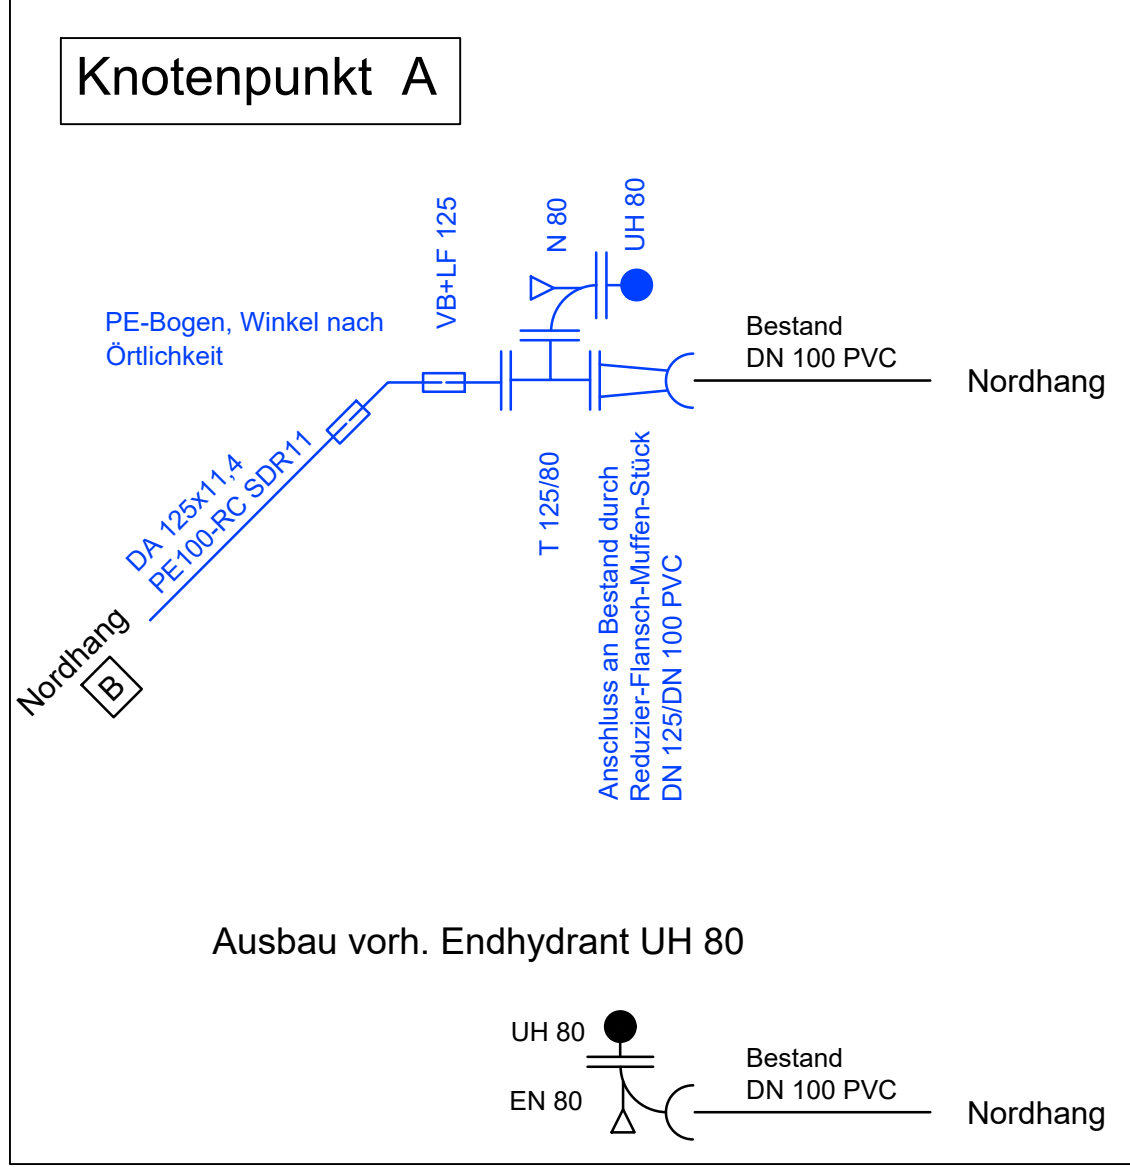 Knotenpunkt A
VB+LF 125
N 80
UH 80
PE-Bogen, Winkel nach
Örtlichkeit
Bestand
DN 100 PVC
Nordhang
DA 125x11,4
PE100-RC SDR11
T 125/80
Anschluss an Bestand durch
Reduzier-Flansch-Muffen-Stück
DN 125/DN 100 PVC
Nordhang
B
Ausbau vorh. Endhydrant UH 80
UH 80
EN 80
Bestand
DN 100 PVC
Nordhang